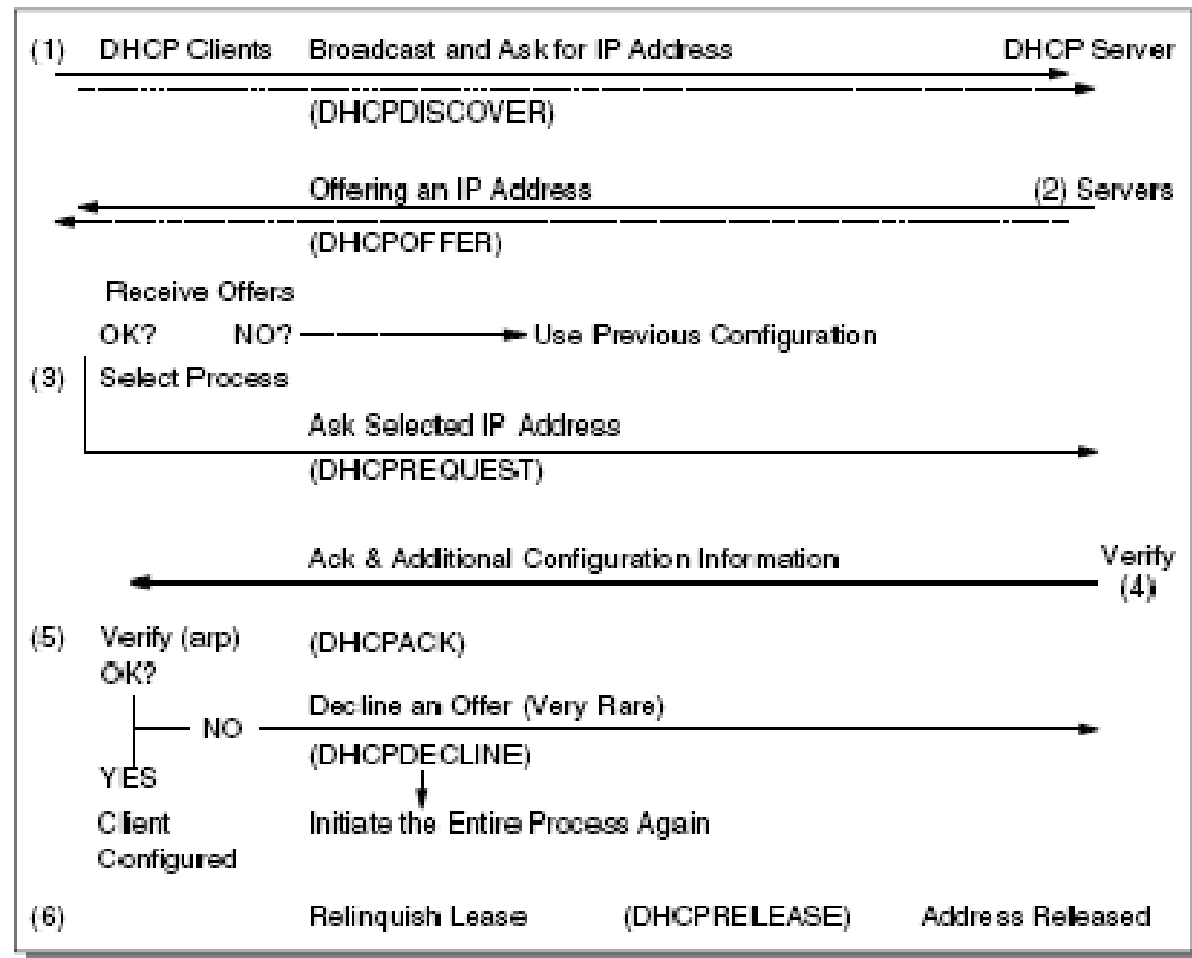 (1) DHCP Clients Broadcast and Ask for IP Address DHCP Server
(DHCPDISCOVER)
Offering an IP Address (2) Servers
(DHCPOFFER)
Receive Offers
OK? NO? Use Previous Configuration
(3) Select Process
Ask Selected IP Address
(DHCPREQUEST)
Ack & Additional Configuration Information Verify
(4)
(5) Verify (arp) (DHCPACK)
OK?
Decline an Offer (Very Rare)
NO
(DHCPDECLINE)
YES
Client Initiate the Entire Process Again
Configured
(6) Relinquish Lease (DHCPRELEASE) Address Released